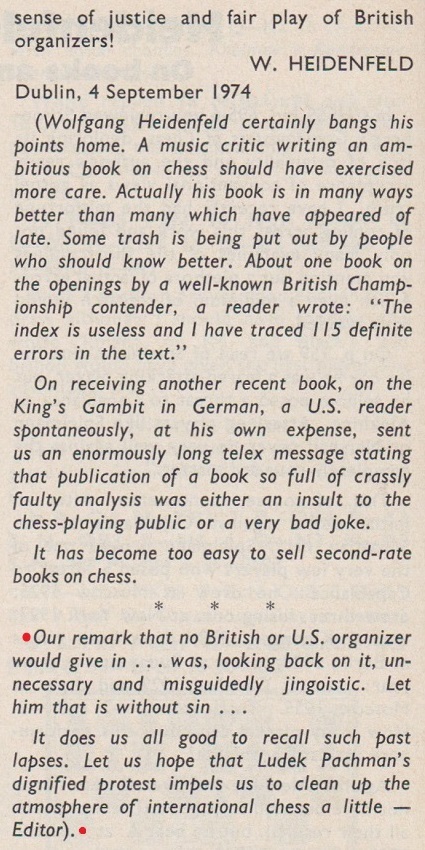 sense of justice and fair play of British
organizers!
W. HEIDENFELD
Dublin, 4 September 1974
(Wolfgang Heidenfeld certainly bangs his
points home. A music critic writing an am-
bitious book on chess should have exercised
more care. Actually his book is in many ways
better than many which have appeared of
late. Some trash is being put out by people
who should know better. About one book on
the openings by a well-known British Champ-
ionship contender, a reader wrote: “The
index is useless and I have traced 115 definite
errors in the text.”
On receiving another recent book, on the
King’s Gambit in German, a U.S. reader
spontaneously, at his own expense, sent
us an enormously long telex message stating
that publication of a book so full of crassly
faulty analysis was either an insult to the
chess-playing public or a very bad joke.
It has become too easy to sell second-rate
books on chess.
* * *
•Our remark that no British or U.S. organizer
would give in . . . was, looking back on it, un-
necessary and misguidedly jingoistic. Let
him that is without sin . . .
It does us all good to recall such past
lapses. Let us hope that Ludek Pachman’s
dignified protest impels us to clean up the
atmosphere of international chess a little —
Editor).•